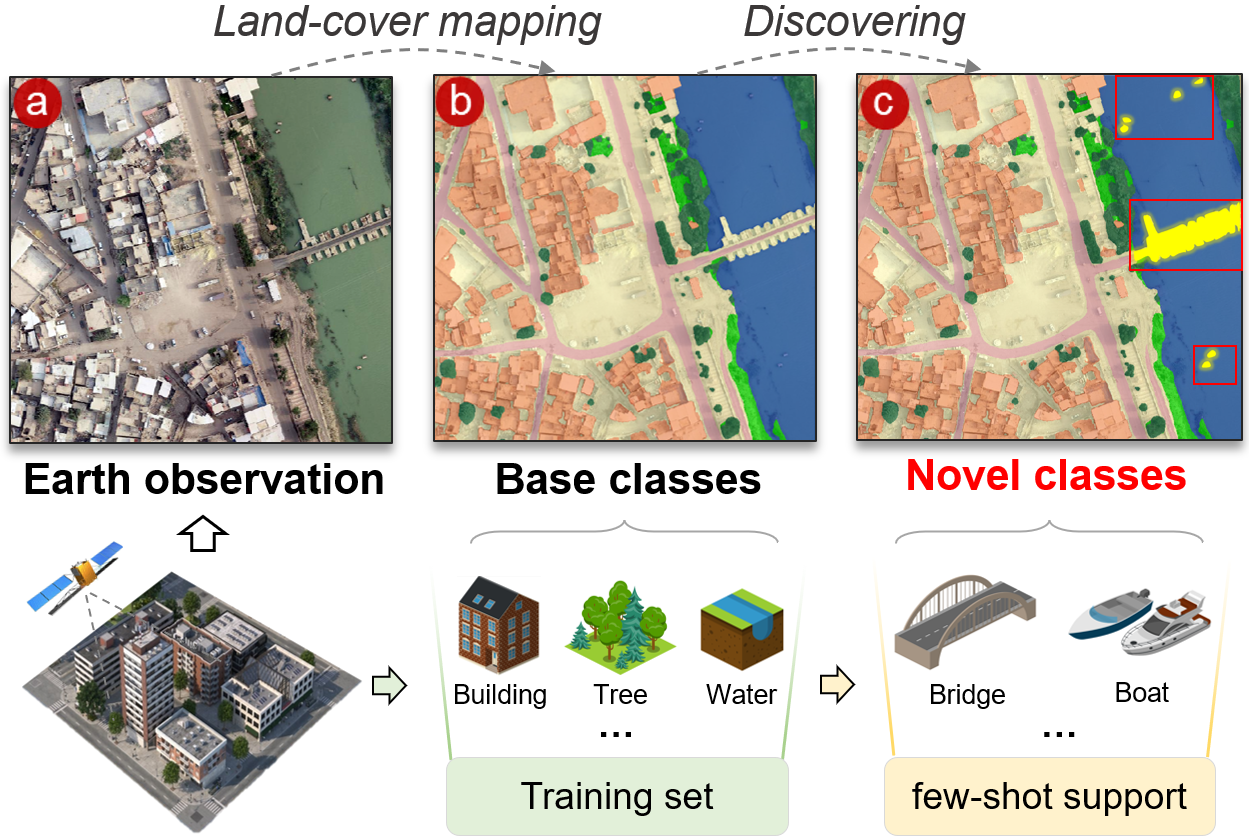 Land-cover mapping
Discovering
a
b
c
Earth observation
Base classes
Novel classes
Building
Tree
Water
...
Bridge
Boat
...
Training set
few-shot support